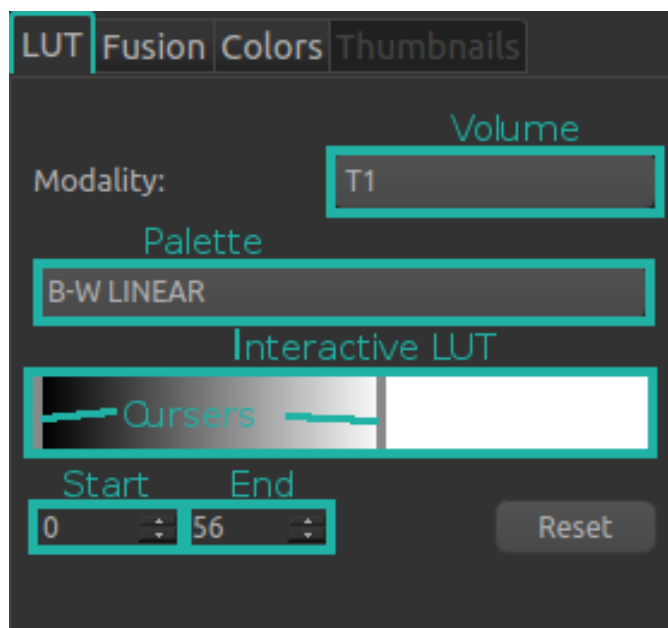 LUT Fusion Colors Thumbnails
Volume
Modality: T1
Palette
B-W LINEAR
Interactive LUT
Cursers
Start End
0 56 Reset